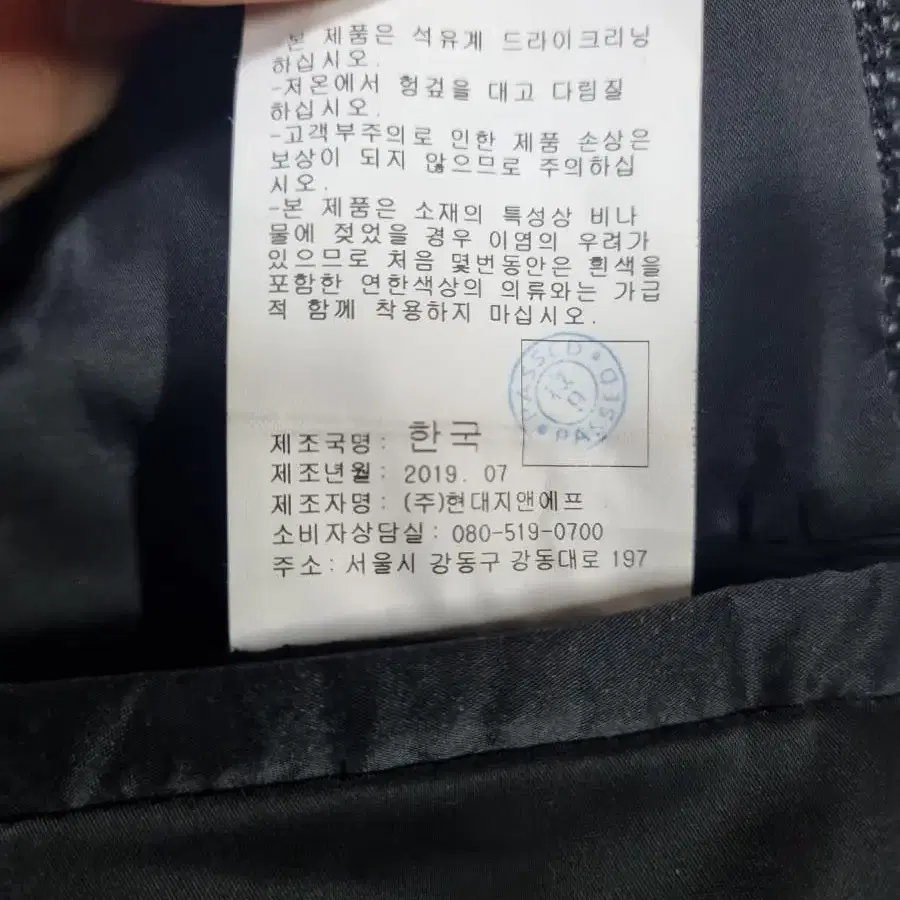 -본 제품은 석유계 드라이크리닝
하십시오.
-저온에서 헝겊을 대고 다림질
하십시오.
-고객부주의로 인한 제품 손상은
보상이 되지 않으므로 주의하십
시오.
-본 제품은 소재의 특성상 비나
물에 젖었을 경우 이염의 우려가
있으므로 처음 몇번동안은 흰색을
포함한 연한색상의 의류와는 가급
적 함께 착용하지 마십시오.
PASSED
제조국명: 한국
제조년월: 2019. 07
제조자명: (주)현대지앤에프
소비자상담실: 080-519-0700
주소: 서울시 강동구 강동대로 197